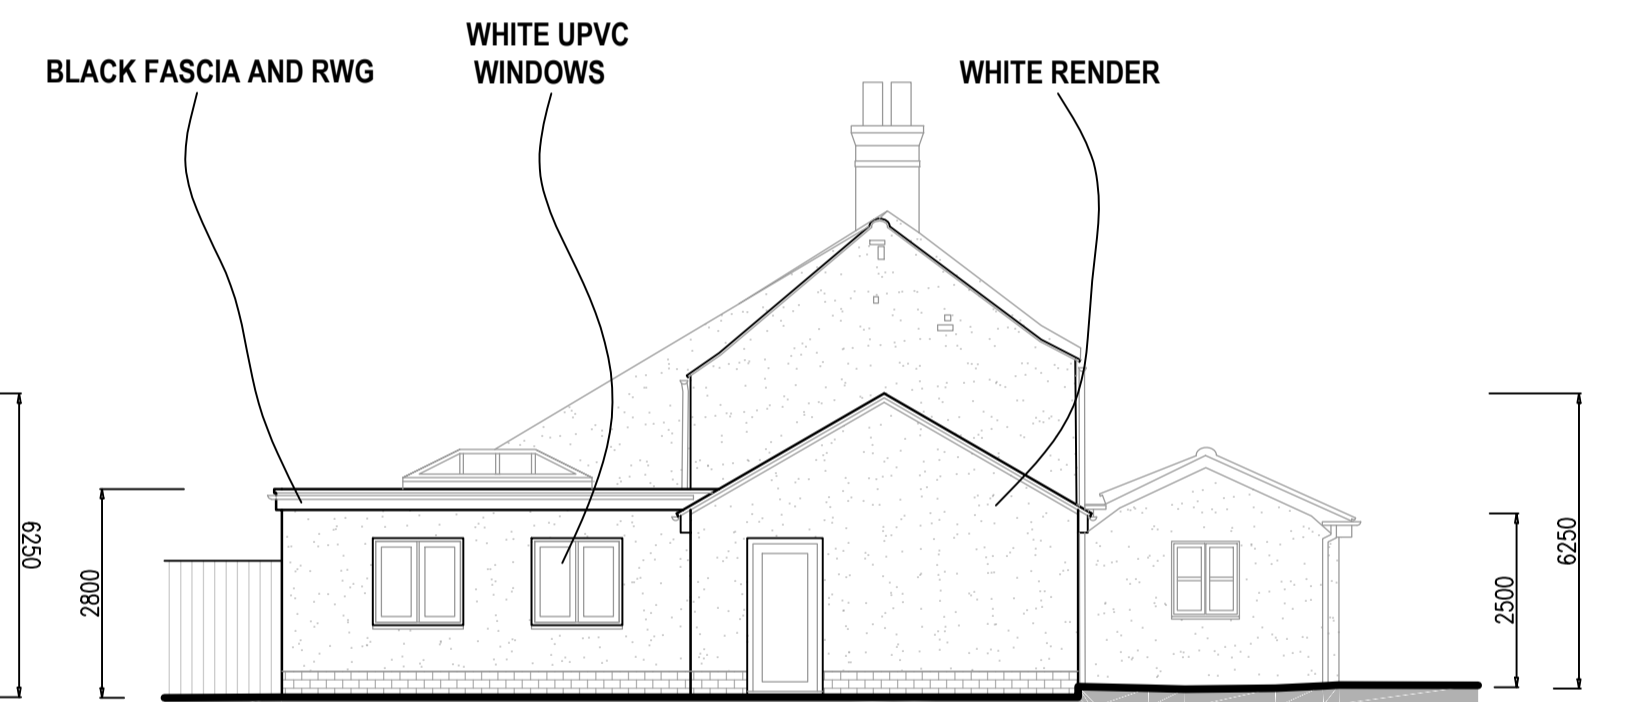 WHITE UPVC
WINDOWS
BLACK FASCIA AND RWG
WHITE RENDER
6250
2800
2500
6250